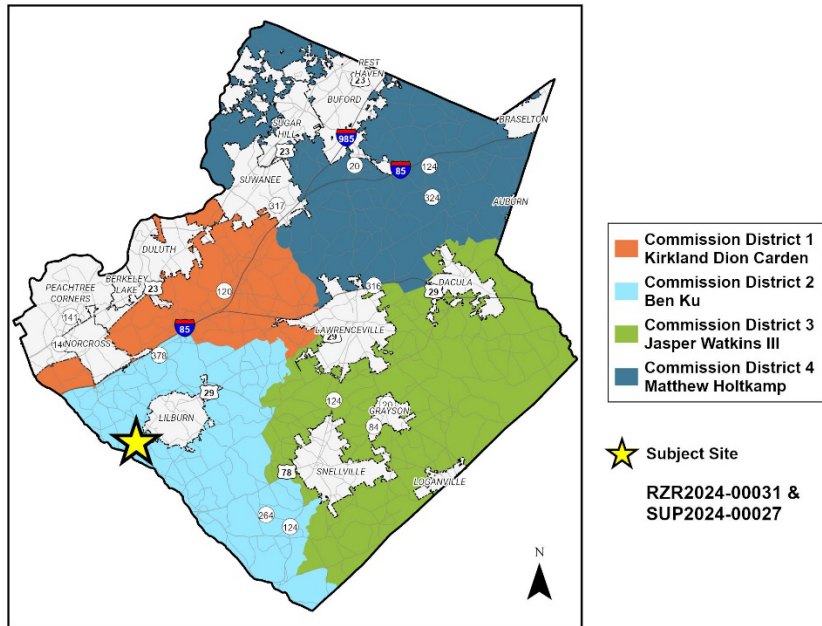 REST
HAVEN
23
BUFORD
SUGAR
HILL
23
985
BRASELTON
20
85
124
SUWANEE
324
317
AUBURN
DULUTH
PEACHTREE
CORNERS
BERKELEY
LAKE
23
120
316
29
DACULA
141
85
LAWRENCEVILLE
29
NORCROSS
378
29
LILBURN
124
20
GRAYSON
84
78
SNELLVILLE
LOGANVILLE
264
124
N
Commission District 1
Kirkland Dion Carden
Commission District 2
Ben Ku
Commission District 3
Jasper Watkins III
Commission District 4
Matthew Holtkamp
Subject Site
RZR2024-00031 &
SUP2024-00027